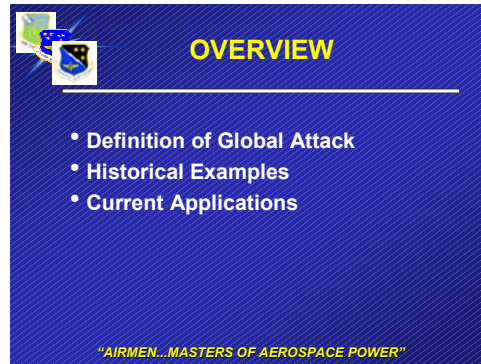 OVERVIEW
• Definition of Global Attack
• Historical Examples
• Current Applications
“AIRMEN...MASTERS OF AEROSPACE POWER”